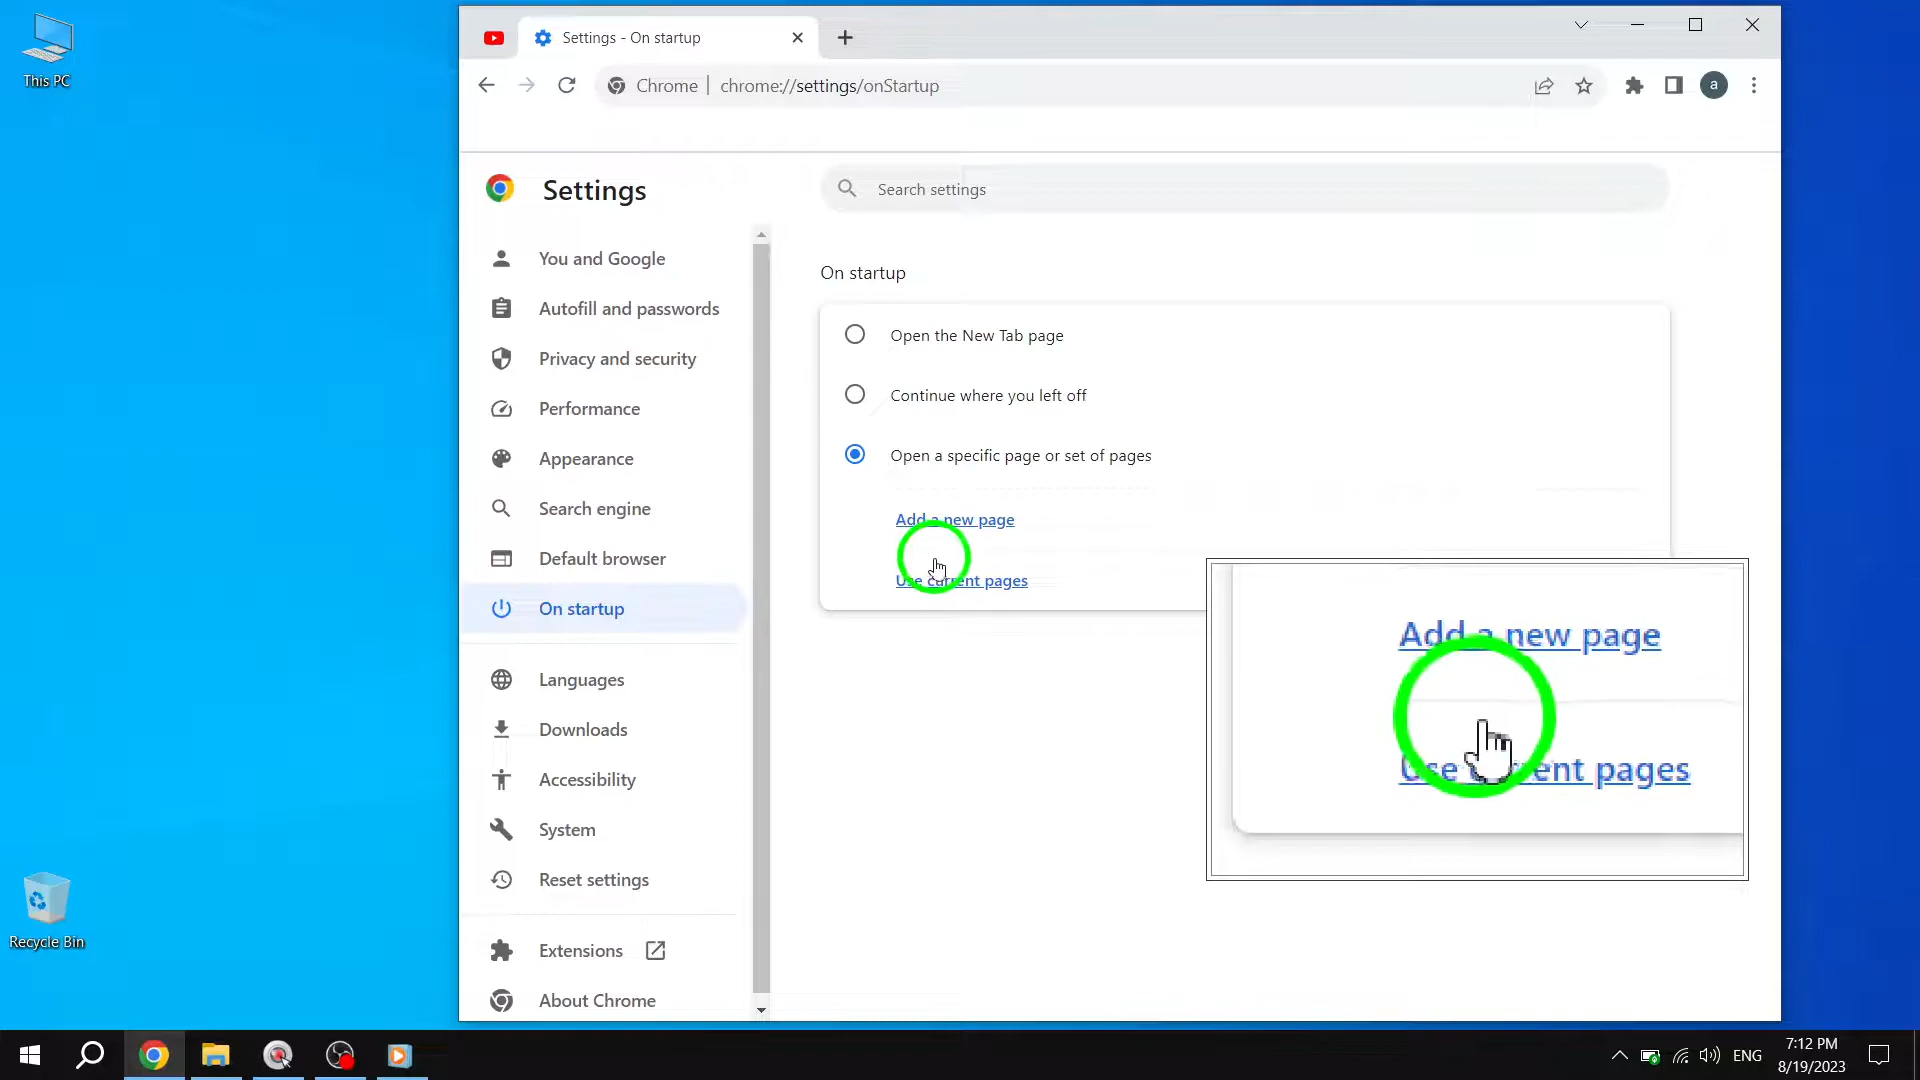 This PC
Recycle Bin
Settings - On startup
Chrome
chrome://settings/onStartup
a
Settings
Search settings
You and Google
Autofill and passwords
Privacy and security
Performance
Appearance
Search engine
Default browser
On startup
Languages
Downloads
Accessibility
System
Reset settings
Extensions
About Chrome
On startup
Open the New Tab page
Continue where you left off
Open a specific page or set of pages
Add a new page
Use current pages
Add a new page
Use current pages
ENG
7:12 PM
8/19/2023